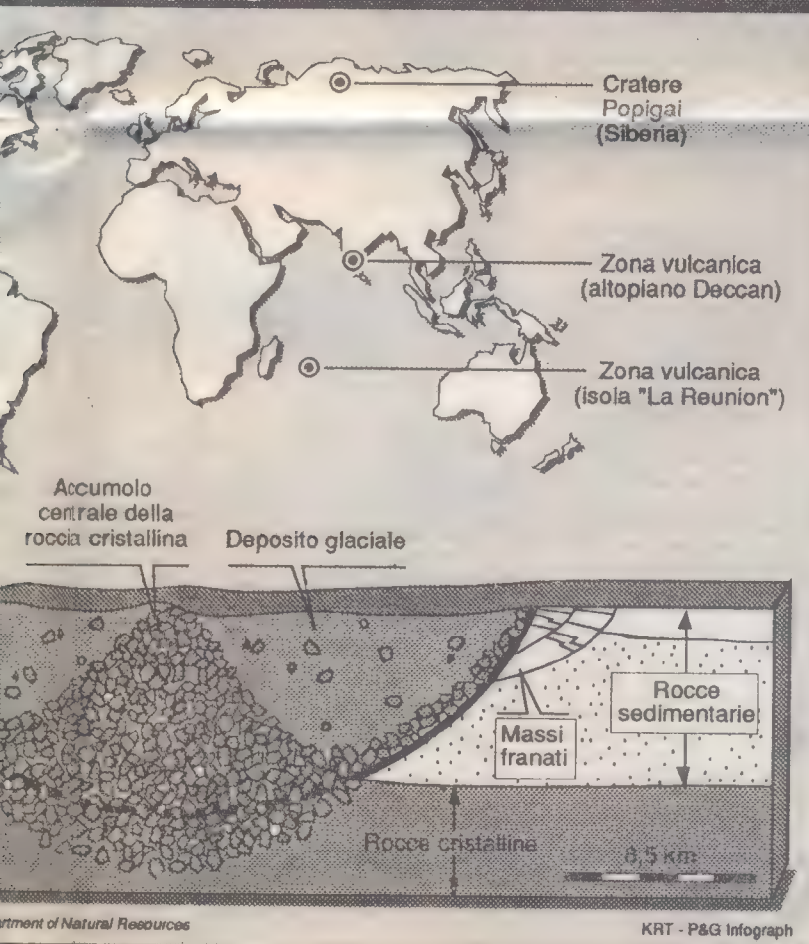 Cratere
Popigai
(Siberia)
Zona vulcanica
(altopiano Deccan)
Zona vulcanica
(isola "La Reunion")
Accumolo
centrale della
roccia cristallina
Deposito glaciale
Rocce
sedimentarie
Massi
franati
Rocce cristalline
8,5 km
artment of Natural Resources
KRT - P&G Infograph